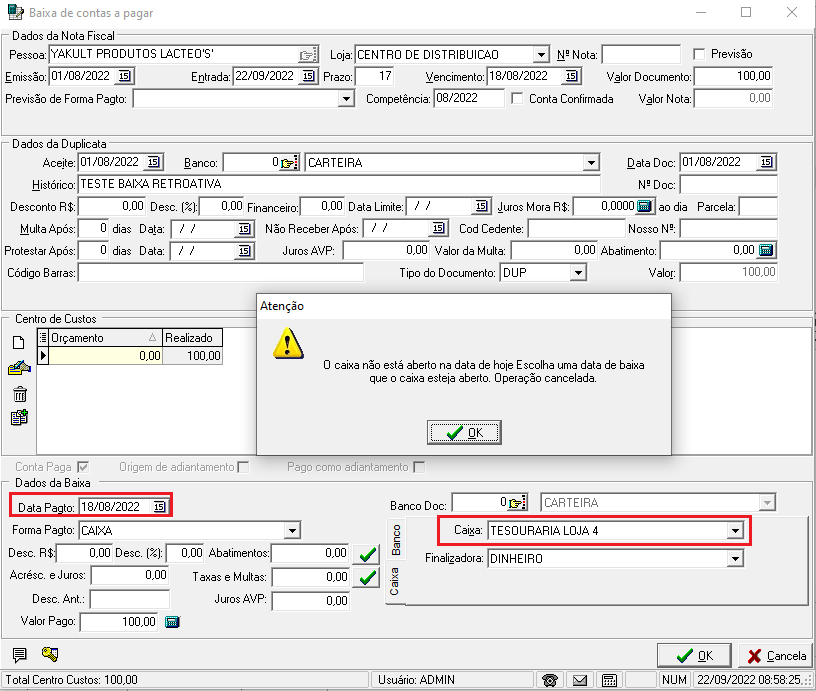 Baixa de contas a pagar
Dados da Nota Fiscal
Pessoa: YAKULT PRODUTOS LACTEO'S' Loja: CENTRO DE DISTRIBUICAO Nº Nota: Previsão
Emissão: 01/08/2022 15 Entrada: 22/09/2022 15 Prazo: 17 Vencimento: 18/08/2022 15 Valor Documento: 100,00
Previsão de Forma Pagto: Competência: 08/2022 Conta Confirmada Valor Nota: 0,00
Dados da Duplicata
Aceite: 01/08/2022 15 Banco: 0 CARTEIRA Data Doc: 01/08/2022 15
Histórico: TESTE BAIXA RETROATIVA Nº Doc:
Desconto R$: 0,00 Desc. (%): 0,00 Financeiro: 0,00 Data Limite: / / 15 Juros Mora R$: 0,0000 ao dia Parcela:
Multa Após: 0 dias Data: / / 15 Não Receber Após: / / 15 Cod Cedente: Nosso Nº:
Protestar Após: 0 dias Data: / / 15 Juros AVP: 0,00 Valor da Multa: 0,00 Abatimento: 0,00
Código Barras: Tipo do Documento: DUP Valor: 100,00
Centro de Custos
Orçamento Realizado
0,00 100,00
Atenção
O caixa não está aberto na data de hoje Escolha uma data de baixa
que o caixa esteja aberto. Operação cancelada.
OK
Conta Paga Origem de adiantamento Pago como adiantamento
Dados da Baixa
Data Pagto: 18/08/2022 15 Banco Doc: 0 CARTEIRA
Forma Pagto: CAIXA Banco Caixa: TESOURARIA LOJA 4
Desc. R$: 0,00 Desc. (%): 0,00 Abatimentos: 0,00 Finalizadora: DINHEIRO
Acrésc. e Juros: 0,00 Taxas e Multas: 0,00 Caixa
Desc. Ant.: Juros AVP: 0,00
Valor Pago: 100,00
OK Cancela
Total Centro Custos: 100,00 Usuário: ADMIN NUM 22/09/2022 08:58:25